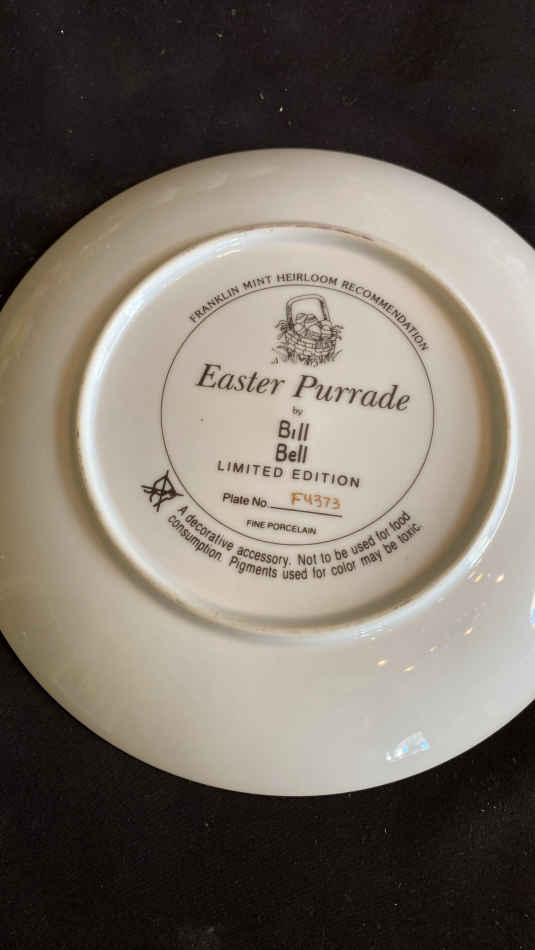 FRANKLIN MINT HEIRLOOM RECOMMENDATION
Easter Purrade
by
Bill
Bell
LIMITED EDITION
Plate No. F4373
FINE PORCELAIN
A decorative accessory. Not to be used for food
consumption. Pigments used for color may be toxic.